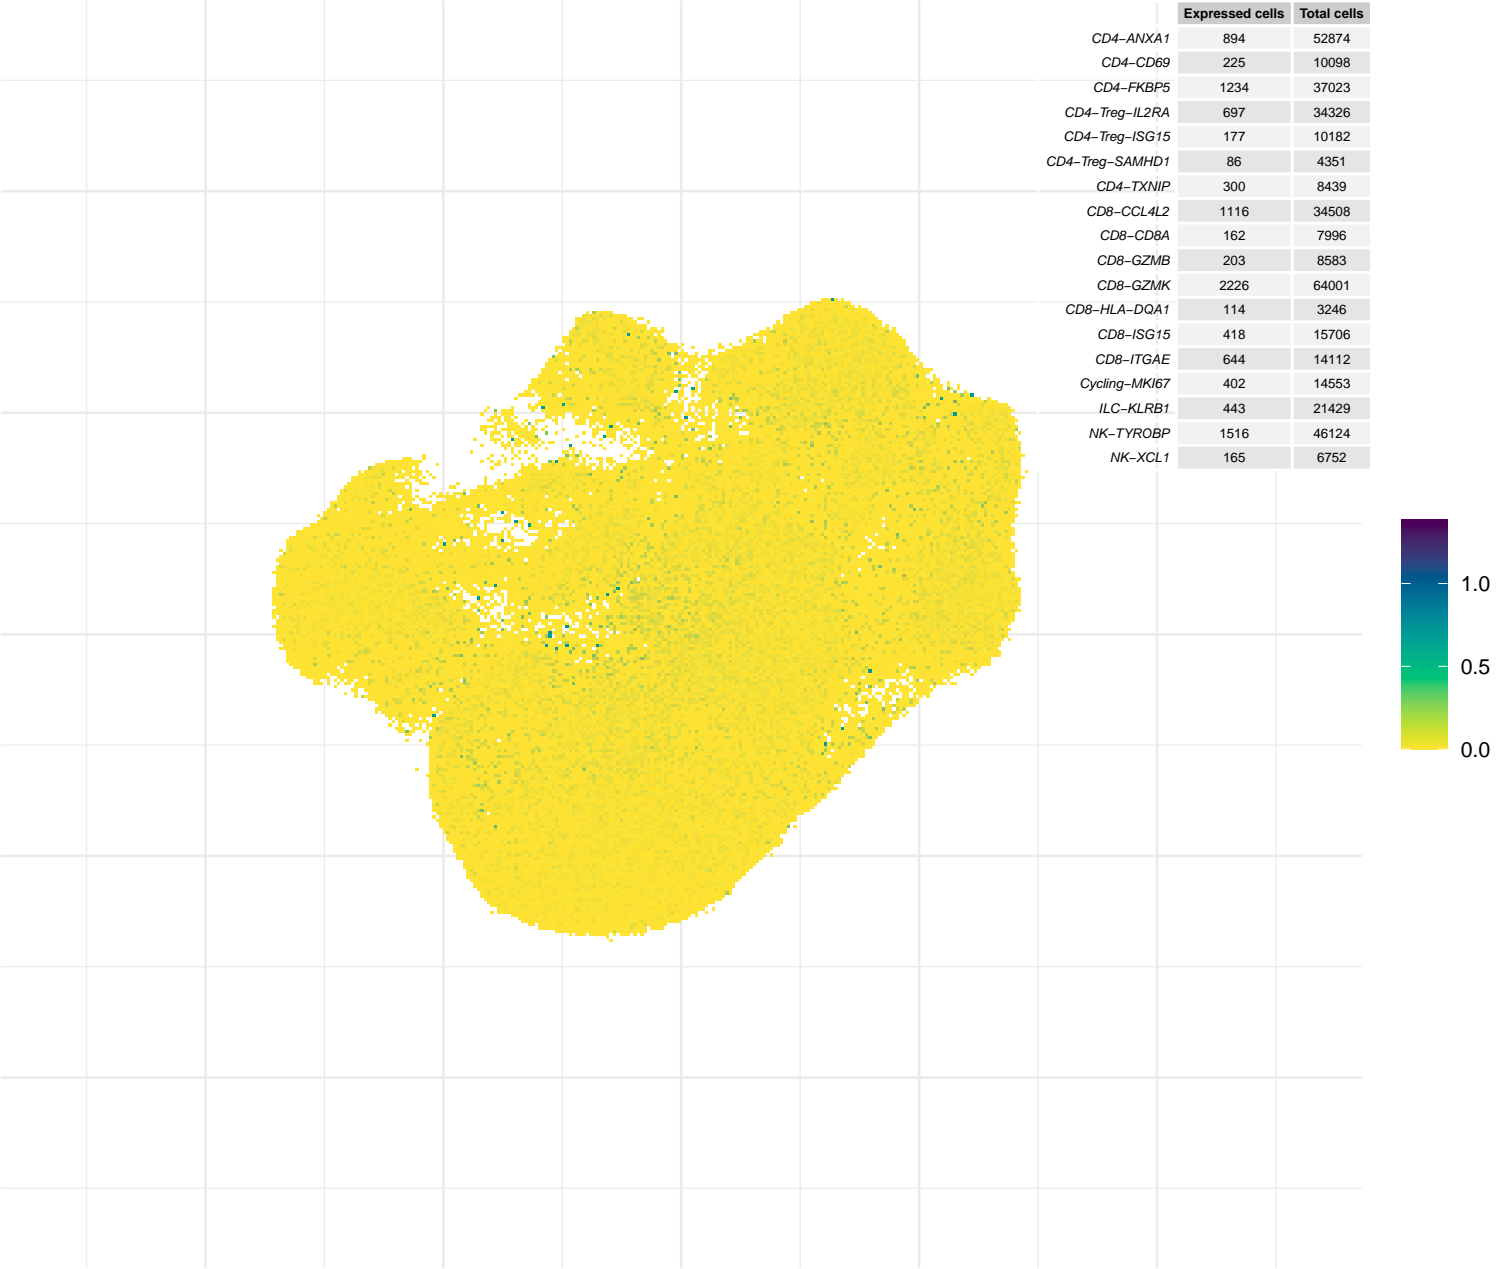 Expressed cells Total cells
CD4−ANXA1 894 52874
CD4−CD69 225 10098
CD4−FKBP5 1234 37023
CD4−Treg−IL2RA 697 34326
CD4−Treg−ISG15 177 10182
CD4−Treg−SAMHD1 86 4351
CD4−TXNIP 300 8439
CD8−CCL4L2 1116 34508
CD8−CD8A 162 7996
CD8−GZMB 203 8583
CD8−GZMK 2226 64001
CD8−HLA−DQA1 114 3246
CD8−ISG15 418 15706
CD8−ITGAE 644 14112
Cycling−MKI67 402 14553
ILC−KLRB1 443 21429
NK−TYROBP 1516 46124
NK−XCL1 165 6752
1.0
0.5
0.0